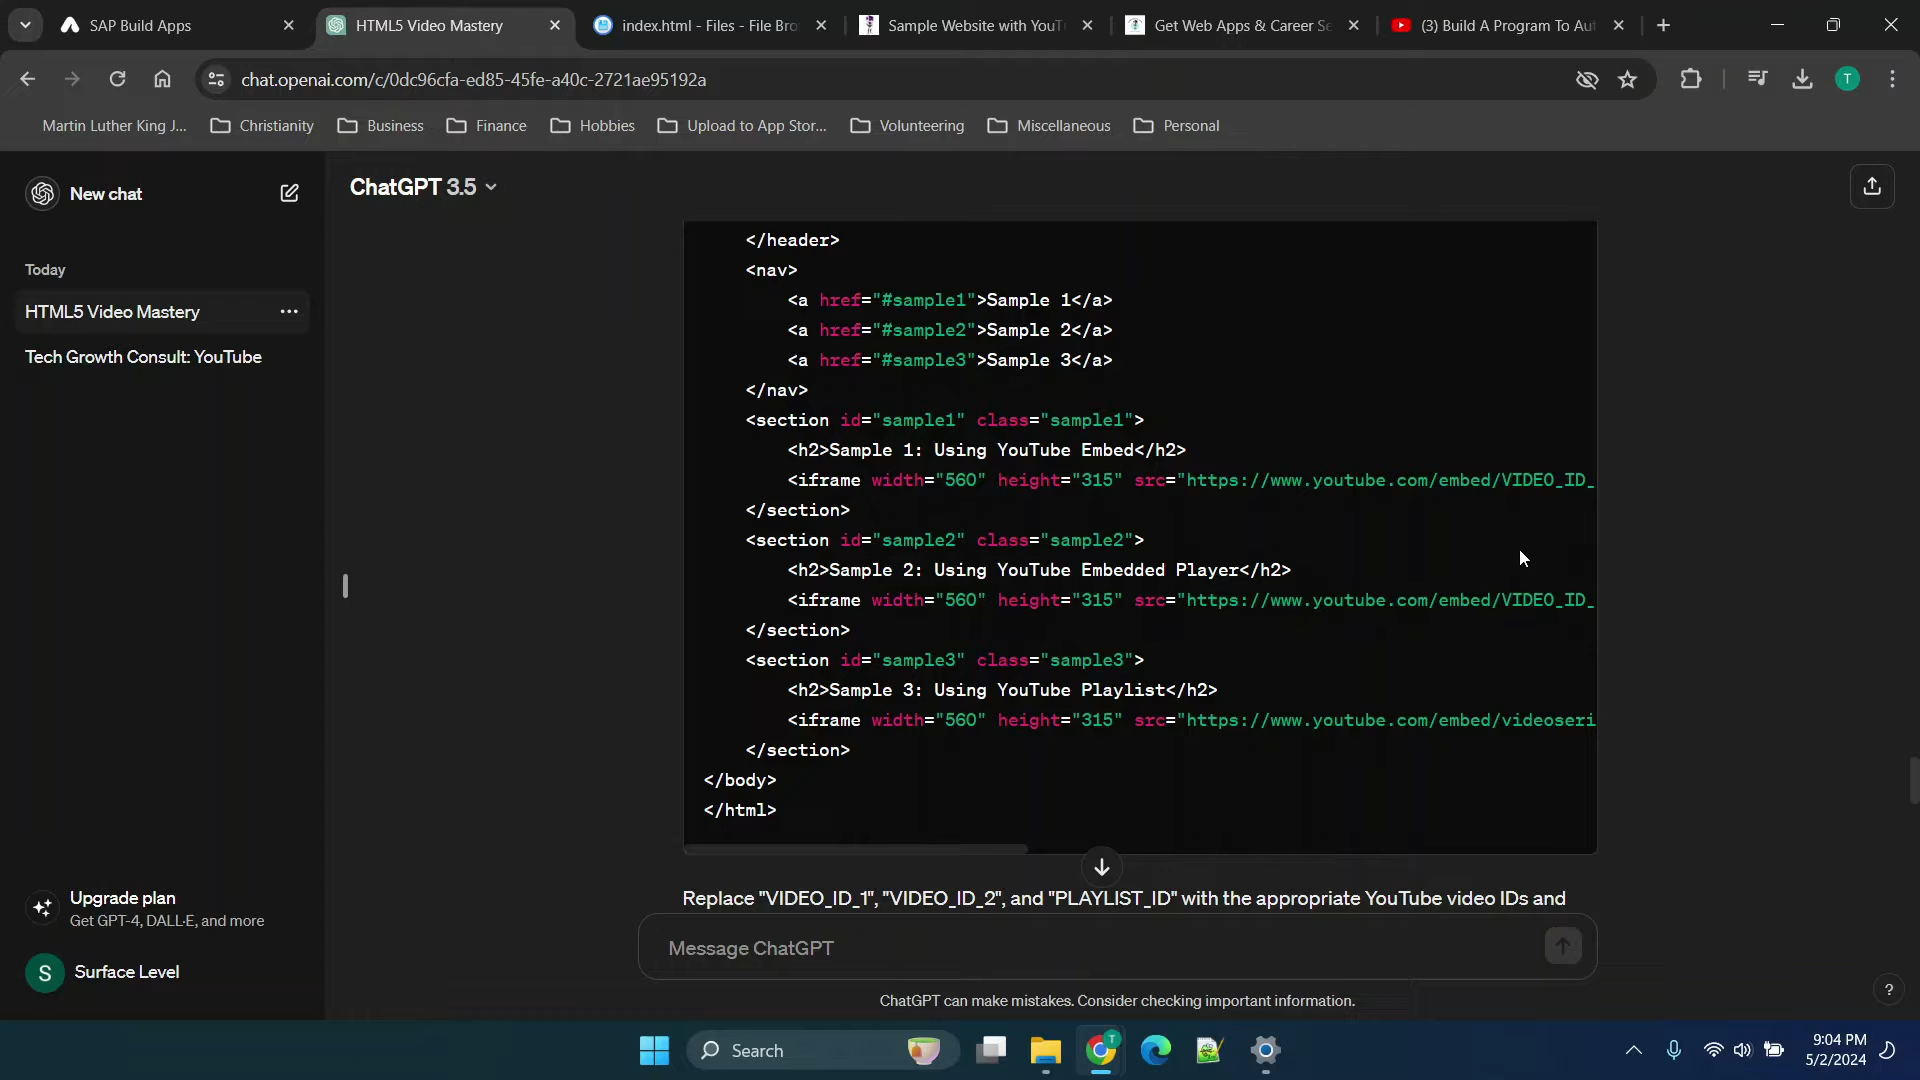 SAP Build Apps
HTML5 Video Mastery
index.html - Files - File Bro
Sample Website with YouT
Get Web Apps & Career Se
(3) Build A Program To Aut
chat.openai.com/c/0dc96cfa-ed85-45fe-a40c-2721ae95192a
T
Martin Luther King J...
Christianity
Business
Finance
Hobbies
Upload to App Stor...
Volunteering
Miscellaneous
Personal
New chat
ChatGPT 3.5
Today
HTML5 Video Mastery
Tech Growth Consult: YouTube
</header>
<nav>
<a href="#sample1">Sample 1</a>
<a href="#sample2">Sample 2</a>
<a href="#sample3">Sample 3</a>
</nav>
<section id="sample1" class="sample1">
<h2>Sample 1: Using YouTube Embed</h2>
<iframe width="560" height="315" src="https://www.youtube.com/embed/VIDEO_ID_
</section>
<section id="sample2" class="sample2">
<h2>Sample 2: Using YouTube Embedded Player</h2>
<iframe width="560" height="315" src="https://www.youtube.com/embed/VIDEO_ID_
</section>
<section id="sample3" class="sample3">
<h2>Sample 3: Using YouTube Playlist</h2>
<iframe width="560" height="315" src="https://www.youtube.com/embed/videoseri
</section>
</body>
</html>
Replace "VIDEO_ID_1", "VIDEO_ID_2", and "PLAYLIST_ID" with the appropriate YouTube video IDs and
Upgrade plan
Get GPT-4, DALL·E, and more
S
Surface Level
Message ChatGPT
ChatGPT can make mistakes. Consider checking important information.
?
Search
T
9:04 PM
5/2/2024